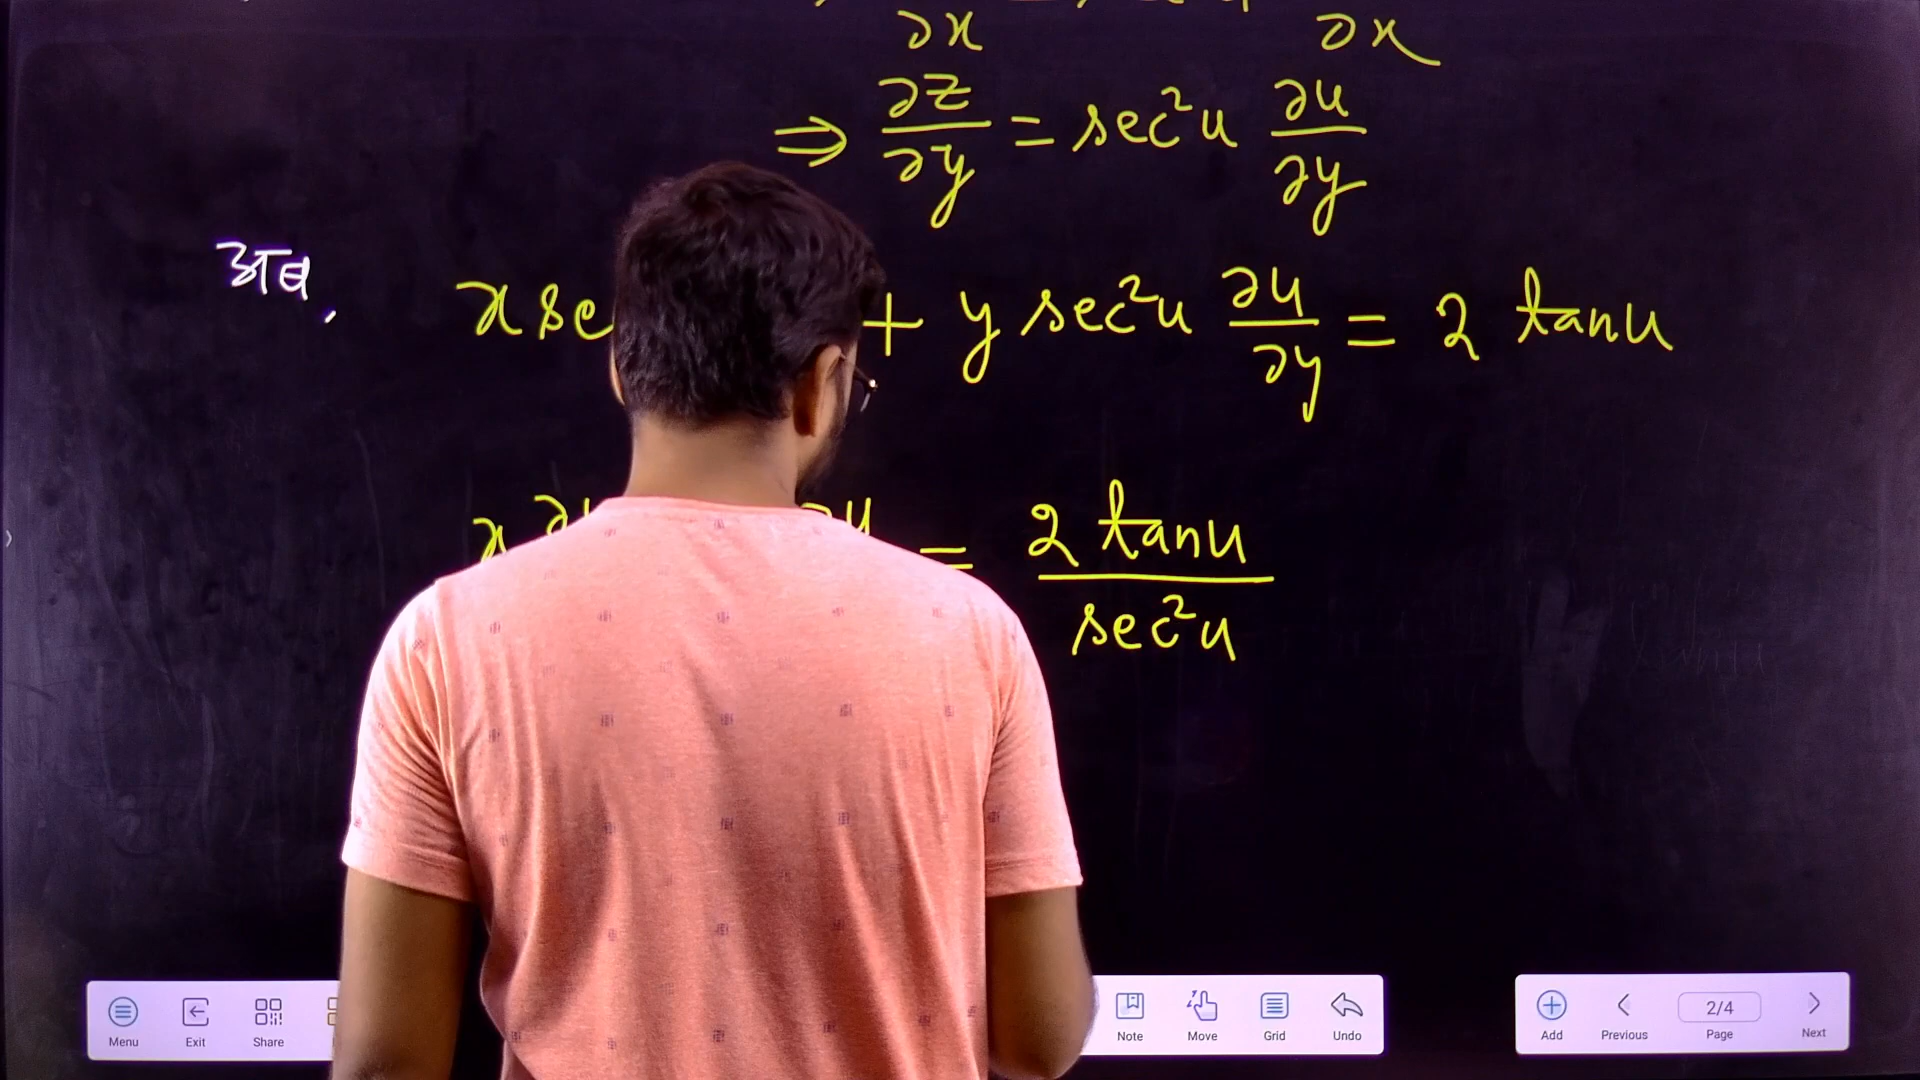 ∂x ∂x
⇒ ∂z/∂y = sec²u ∂u/∂y
अब, x se + y sec²u ∂u/∂y = 2 tanu
x ∂u ∂u = 2 tanu/sec²u
Menu Exit Share Note Move Grid Undo Add Previous 2/4 Page Next